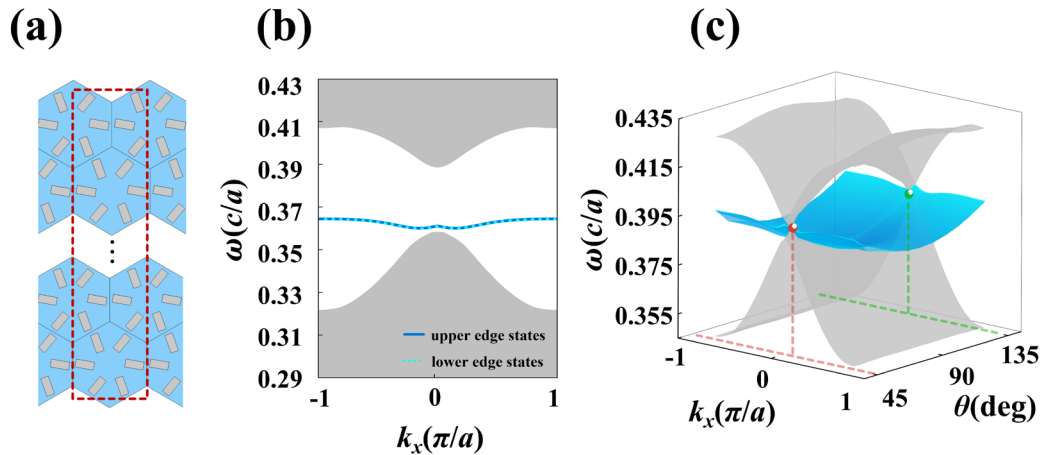 (a)
(b)
(c)
ω(c/a)
0.43
0.41
0.39
0.37
0.35
0.33
0.31
0.29
upper edge states
lower edge states
-1
0
1
kₓ(π/a)
ω(c/a)
0.435
0.415
0.395
0.375
0.355
-1
0
1
kₓ(π/a)
45
90
135
θ(deg)